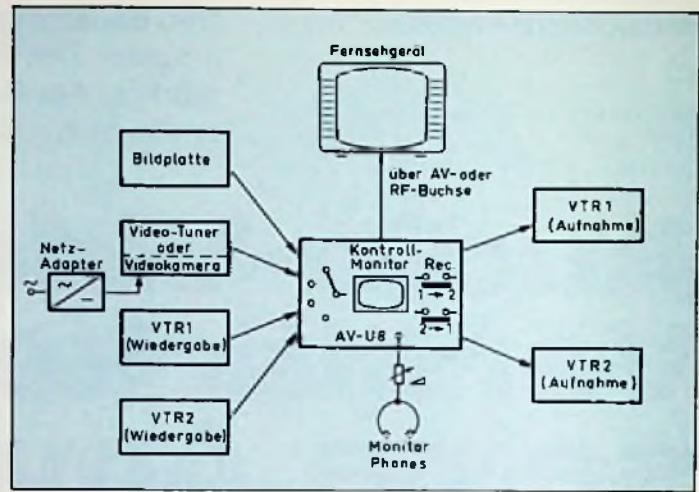 Fernsehgerät
Bildplatte
über AV-oder
RF-Buchse
VTR1
(Aufnahme)
Netz-
Adapter
Video-Tuner
oder
Videokamera
Kontroll-
Monitor
Rec.
1→2
2→1
AV-U8
VTR1
(Wiedergabe)
VTR2
(Aufnahme)
VTR2
(Wiedergabe)
Monitor
Phones